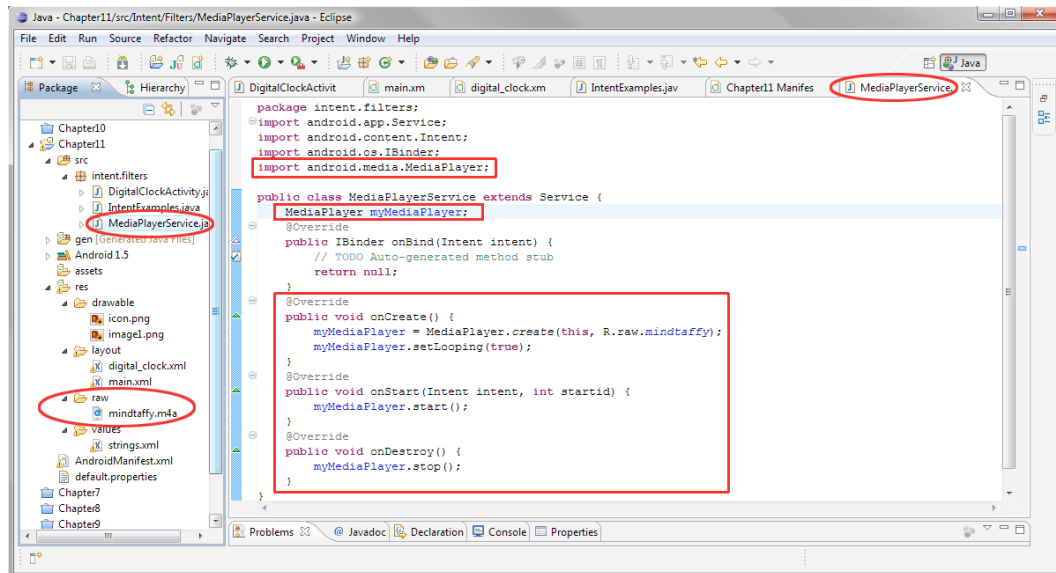 Java - Chapter11/src/Intent/Filters/MediaPlayerService.java - Eclipse
File Edit Run Source Refactor Navigate Search Project Window Help
Java
Package
Hierarchy
DigitalClockActivit
main.xm
digital_clock.xm
IntentExamples.jav
Chapter11 Manifes
MediaPlayerService.
Chapter10
Chapter11
src
intent.filters
DigitalClockActivity.ja
IntentExamples.java
MediaPlayerService.ja
gen [Generated Java Files]
Android 1.5
assets
res
drawable
icon.png
image1.png
layout
digital_clock.xml
main.xml
raw
mindtaffy.m4a
values
strings.xml
AndroidManifest.xml
default.properties
Chapter7
Chapter8
Chapter9
package intent.filters;
import android.app.Service;
import android.content.Intent;
import android.os.IBinder;
import android.media.MediaPlayer;
public class MediaPlayerService extends Service {
MediaPlayer myMediaPlayer;
@Override
public IBinder onBind(Intent intent) {
// TODO Auto-generated method stub
return null;
}
@Override
public void onCreate() {
myMediaPlayer = MediaPlayer.create(this, R.raw.mindtaffy);
myMediaPlayer.setLooping(true);
}
@Override
public void onStart(Intent intent, int startid) {
myMediaPlayer.start();
}
@Override
public void onDestroy() {
myMediaPlayer.stop();
}
}
Problems
@ Javadoc
Declaration
Console
Properties